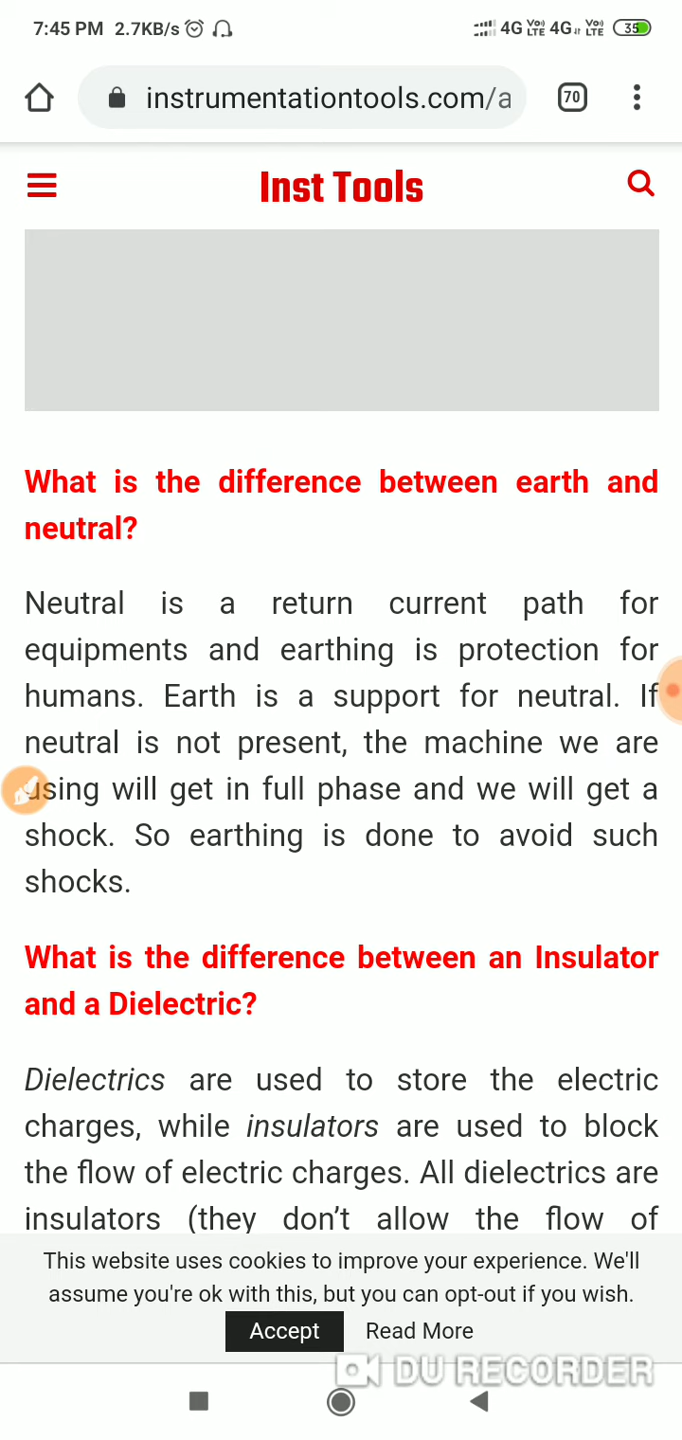 7:45 PM 2.7KB/s 4G Vo) LTE 4G Vo) LTE 35
instrumentationtools.com/a 70
Inst Tools
What is the difference between earth and
neutral?
Neutral is a return current path for
equipments and earthing is protection for
humans. Earth is a support for neutral. If
neutral is not present, the machine we are
using will get in full phase and we will get a
shock. So earthing is done to avoid such
shocks.
What is the difference between an Insulator
and a Dielectric?
Dielectrics are used to store the electric
charges, while insulators are used to block
the flow of electric charges. All dielectrics are
insulators (they don’t allow the flow of
This website uses cookies to improve your experience. We'll
assume you're ok with this, but you can opt-out if you wish.
Accept Read More
DU RECORDER